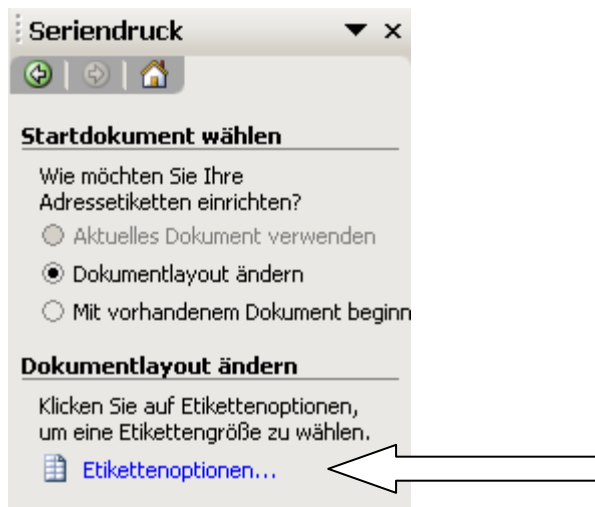 Seriendruck
Startdokument wählen
Wie möchten Sie Ihre
Adressetiketten einrichten?
Aktuelles Dokument verwenden
Dokumentlayout ändern
Mit vorhandenem Dokument beginn
Dokumentlayout ändern
Klicken Sie auf Etikettenoptionen,
um eine Etikettengröße zu wählen.
Etikettenoptionen...